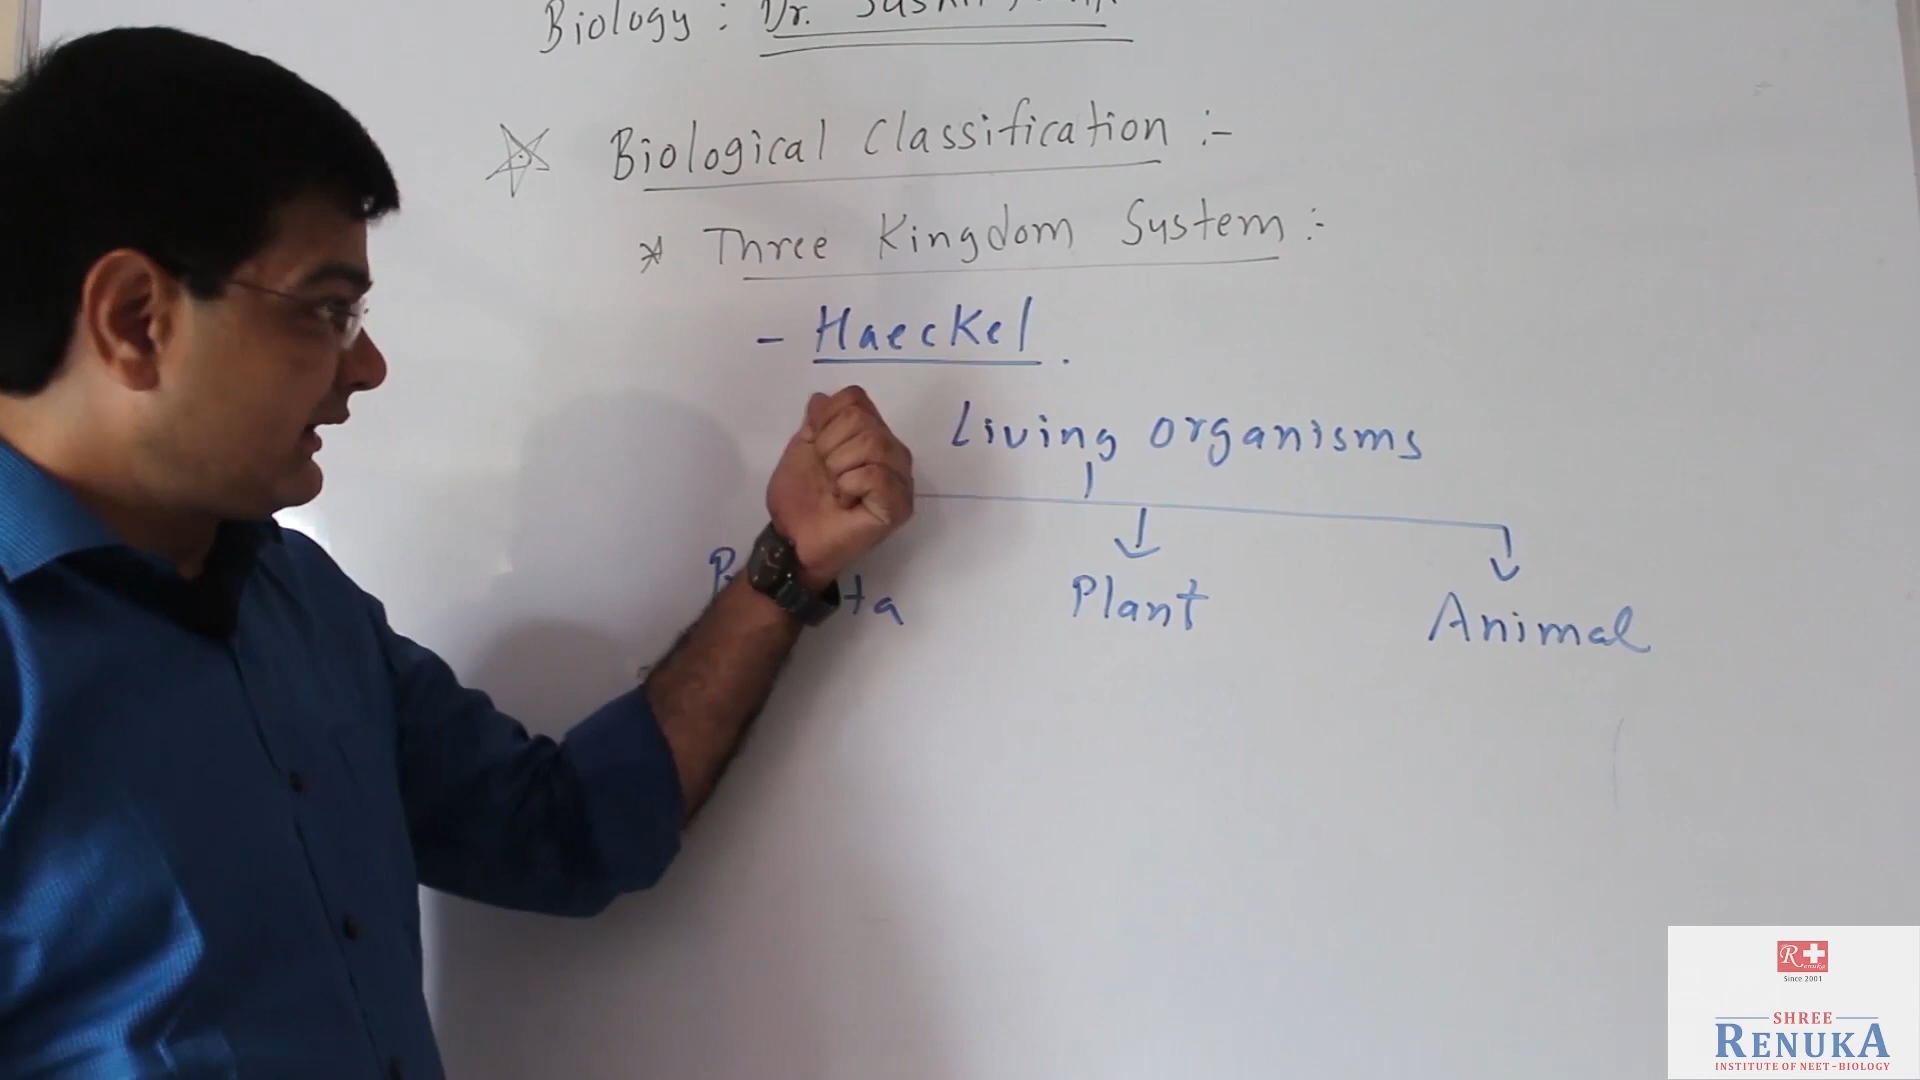 Biology : Dr.
Biological Classification :-
* Three Kingdom System :-
- Haeckel .
Living organisms
Plant
Animal
R+
Renuka
Since 2001
SHREE
RENUKA
INSTITUTE OF NEET-BIOLOGY